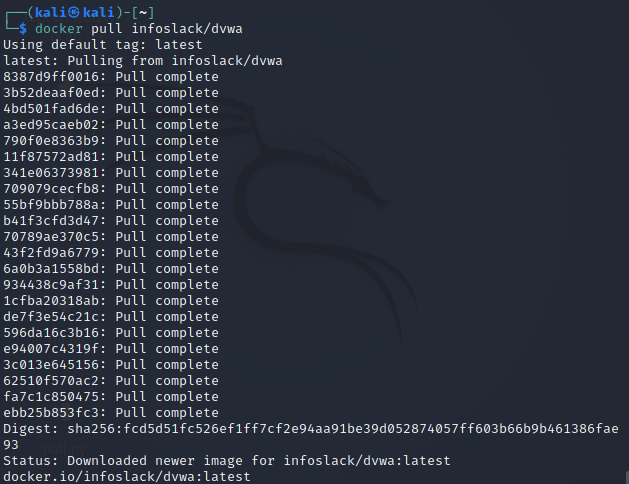 ┌──(kali㉿kali)-[~]
└─$ docker pull infoslack/dvwa
Using default tag: latest
latest: Pulling from infoslack/dvwa
8387d9ff0016: Pull complete
3b52deaaf0ed: Pull complete
4bd501fad6de: Pull complete
a3ed95caeb02: Pull complete
790f0e8363b9: Pull complete
11f87572ad81: Pull complete
341e06373981: Pull complete
709079cecfb8: Pull complete
55bf9bbb788a: Pull complete
b41f3cfd3d47: Pull complete
70789ae370c5: Pull complete
43f2fd9a6779: Pull complete
6a0b3a1558bd: Pull complete
934438c9af31: Pull complete
1cfba20318ab: Pull complete
de7f3e54c21c: Pull complete
596da16c3b16: Pull complete
e94007c4319f: Pull complete
3c013e645156: Pull complete
62510f570ac2: Pull complete
fa7c1c850475: Pull complete
ebb25b853fc3: Pull complete
Digest: sha256:fcd5d51fc526ef1ff7cf2e94aa91be39d052874057ff603b66b9b461386fae
93
Status: Downloaded newer image for infoslack/dvwa:latest
docker.io/infoslack/dvwa:latest